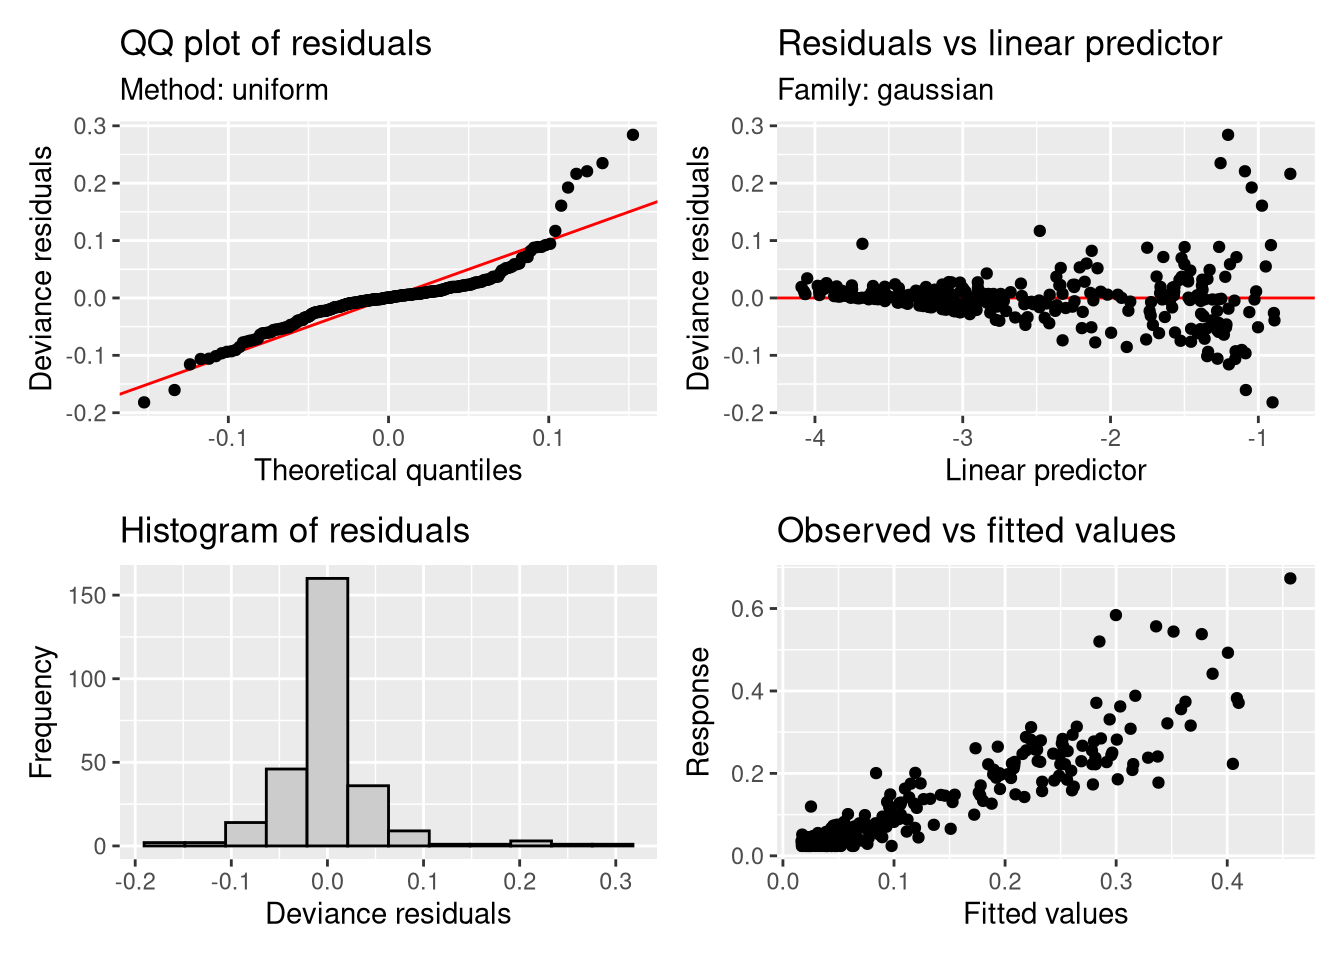 QQ plot of residuals
Method: uniform
Deviance residuals
0.3
0.2
0.1
0.0
-0.1
-0.2
-0.1
0.0
0.1
Theoretical quantiles
Residuals vs linear predictor
Family: gaussian
Deviance residuals
0.3
0.2
0.1
0.0
-0.1
-0.2
-4
-3
-2
-1
Linear predictor
Histogram of residuals
Frequency
150
100
50
0
-0.2
-0.1
0.0
0.1
0.2
0.3
Deviance residuals
Observed vs fitted values
Response
0.6
0.4
0.2
0.0
0.0
0.1
0.2
0.3
0.4
Fitted values